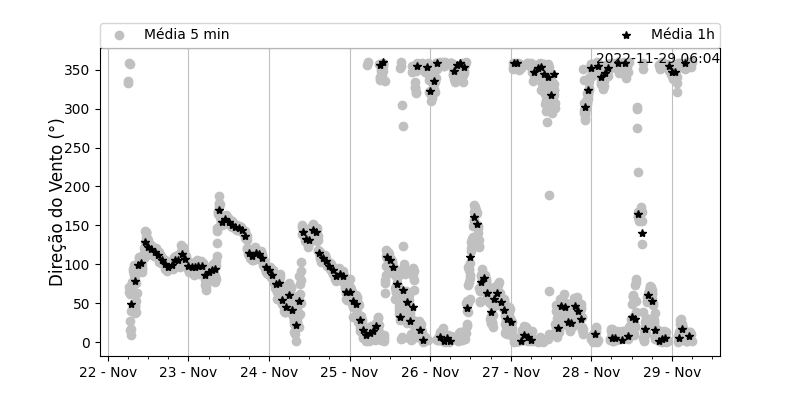 Média 5 min
Média 1h
2022-11-29 06:04
Direção do Vento (°)
350
300
250
200
150
100
50
0
22 - Nov
23 - Nov
24 - Nov
25 - Nov
26 - Nov
27 - Nov
28 - Nov
29 - Nov